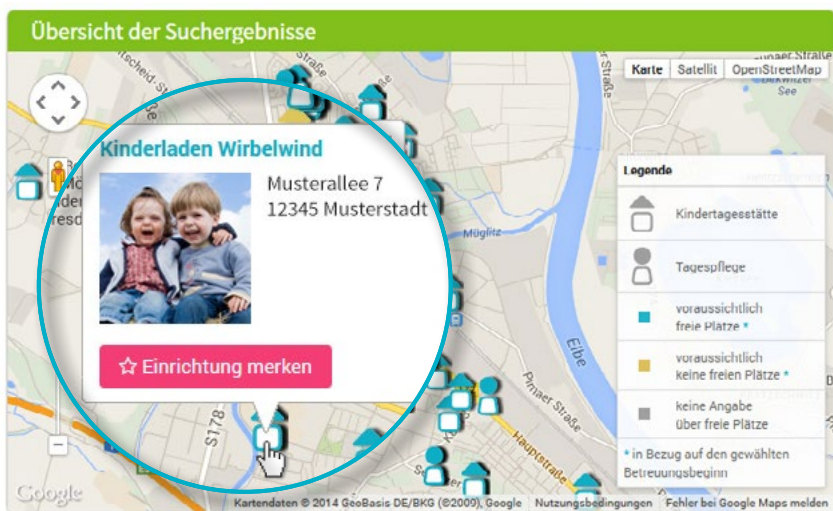 Übersicht der Suchergebnisse
Karte
Satellit
OpenStreetMap
See
Kinderladen Wirbelwind
Musterallee 7
12345 Musterstadt
Einrichtung merken
Müglitz
Elbe
Pirnaer Straße
Hauptstraße
S178
Legende
Kindertagesstätte
Tagespflege
voraussichtlich
freie Plätze *
voraussichtlich
keine freien Plätze *
keine Angabe
über freie Plätze
* in Bezug auf den gewählten
Betreuungsbeginn
Google
Kartendaten © 2014 GeoBasis-DE/BKG (©2009), Google
Nutzungsbedingungen
Fehler bei Google Maps melden